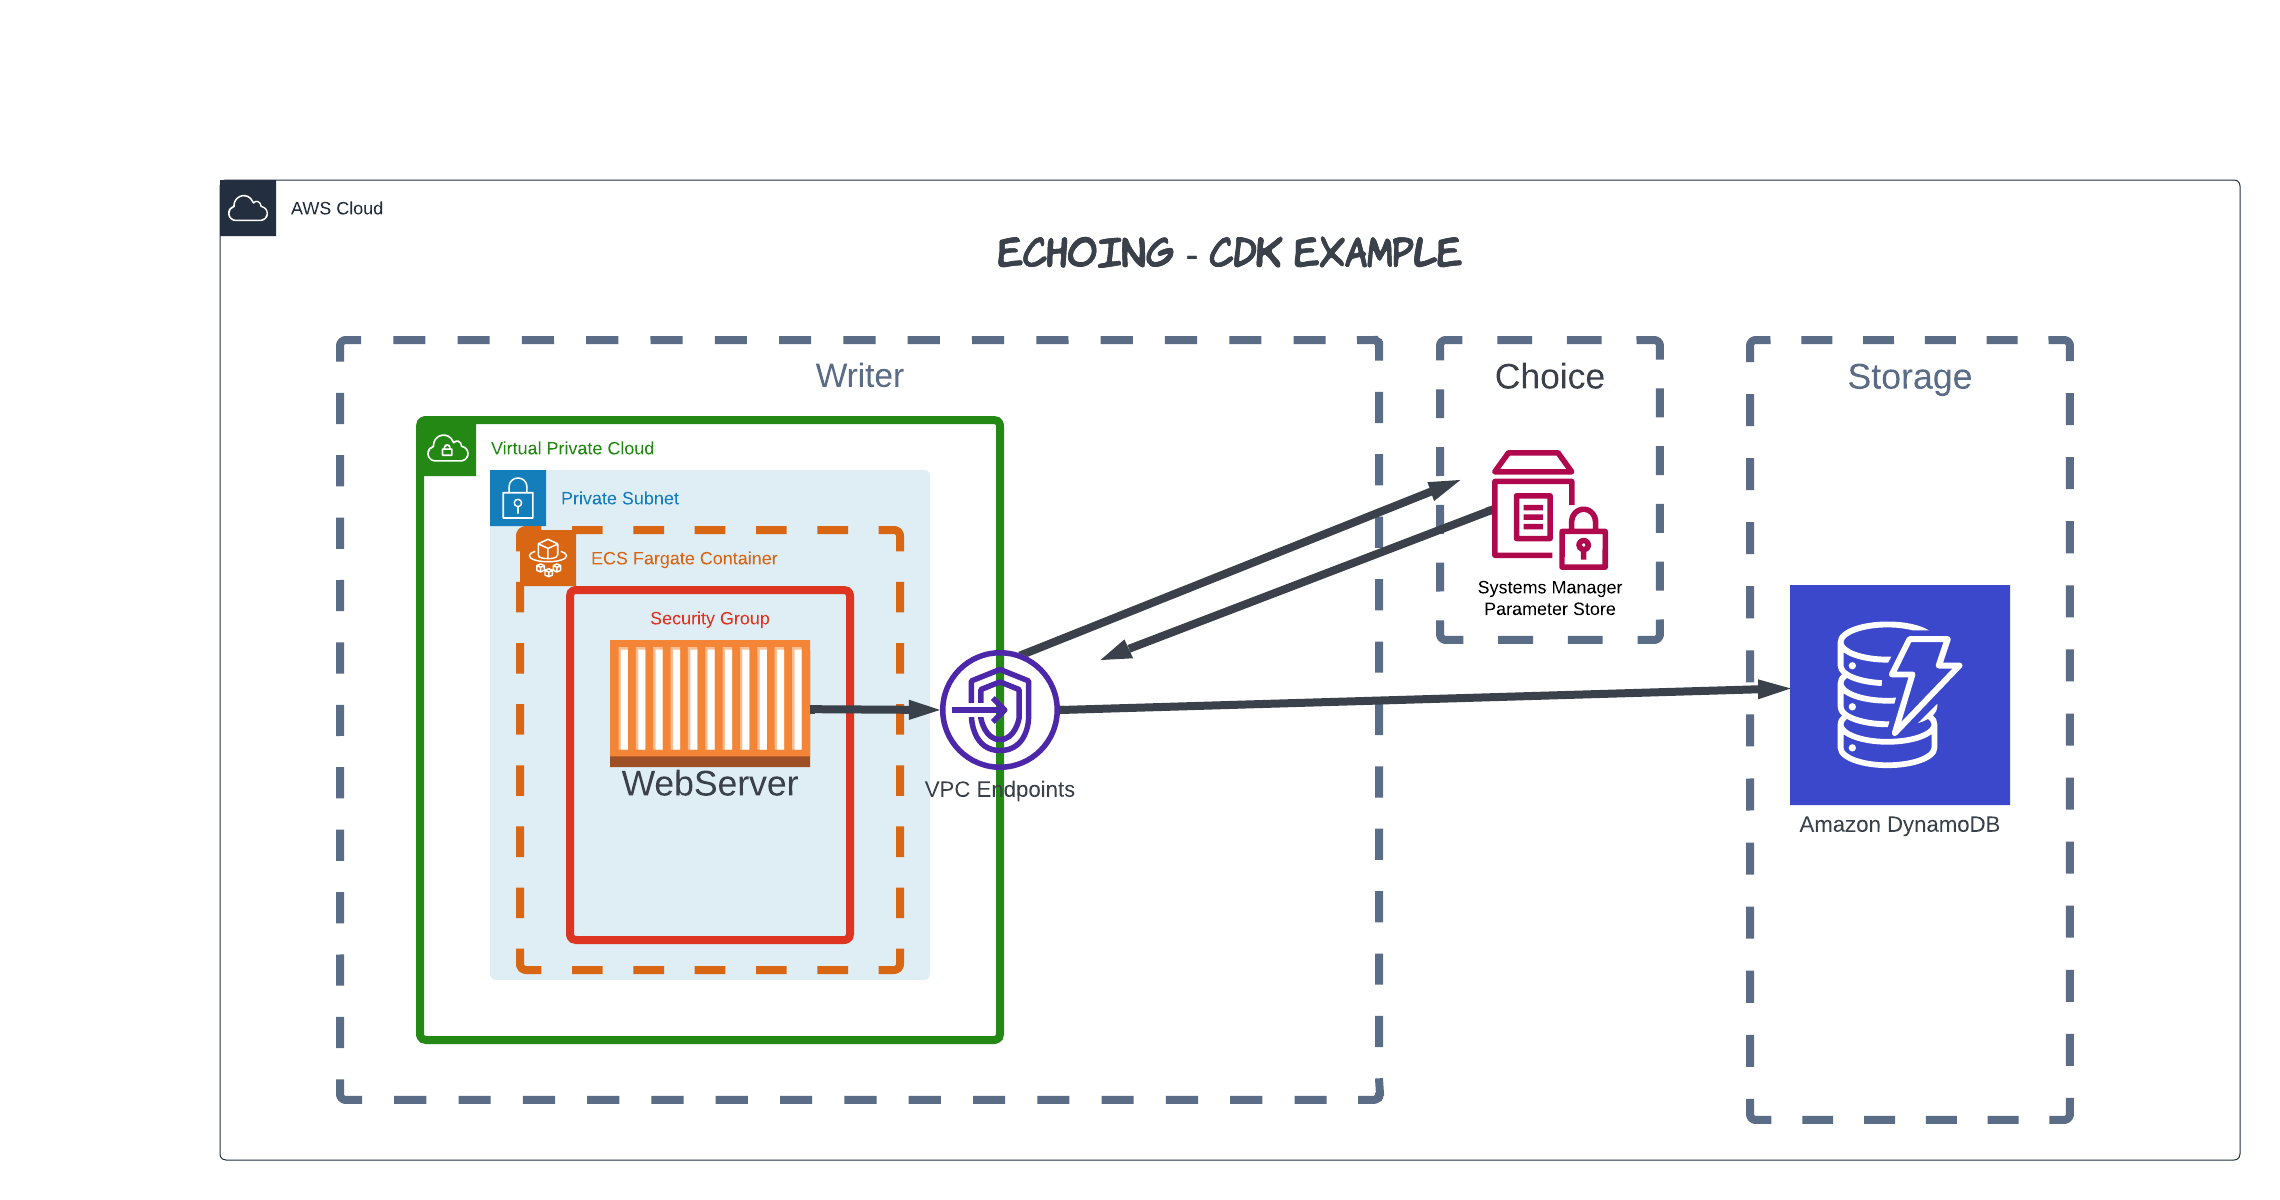 AWS Cloud
ECHOING - CDK EXAMPLE
Writer
Choice
Storage
Virtual Private Cloud
Private Subnet
ECS Fargate Container
Security Group
WebServer
VPC Endpoints
Systems Manager
Parameter Store
Amazon DynamoDB